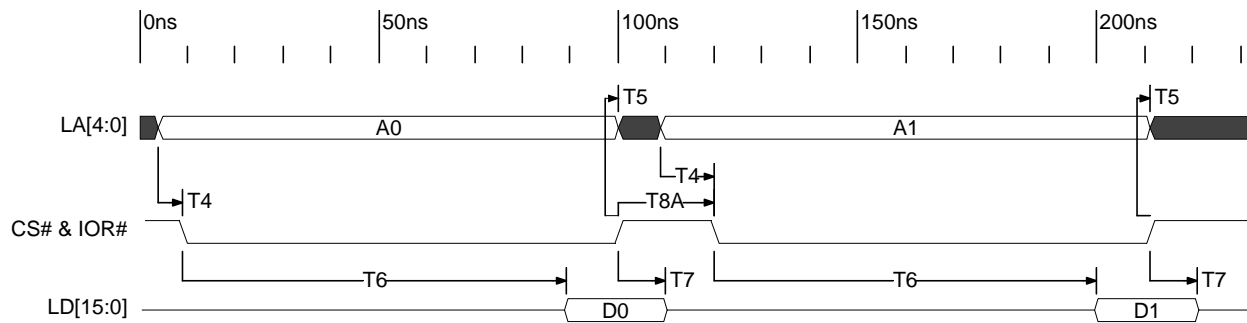 0ns 50ns 100ns 150ns 200ns
T5 T5
LA[4:0] A0 A1
T4
T4 T8A
CS# & IOR#
T6 T7 T6 T7
LD[15:0] D0 D1